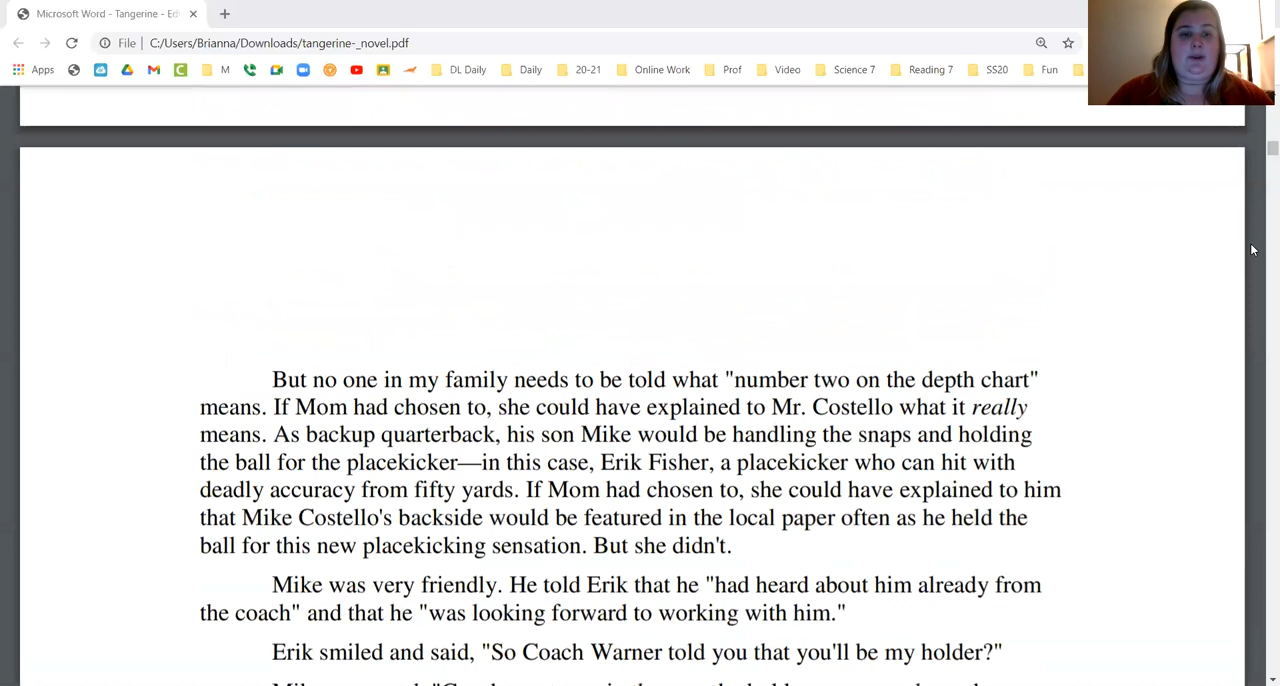 Microsoft Word - Tangerine - Ed
File
C:/Users/Brianna/Downloads/tangerine-_novel.pdf
Apps
M
DL Daily
Daily
20-21
Online Work
Prof
Video
Science 7
Reading 7
SS20
Fun
But no one in my family needs to be told what "number two on the depth chart"
means. If Mom had chosen to, she could have explained to Mr. Costello what it really
means. As backup quarterback, his son Mike would be handling the snaps and holding
the ball for the placekicker—in this case, Erik Fisher, a placekicker who can hit with
deadly accuracy from fifty yards. If Mom had chosen to, she could have explained to him
that Mike Costello's backside would be featured in the local paper often as he held the
ball for this new placekicking sensation. But she didn't.
Mike was very friendly. He told Erik that he "had heard about him already from
the coach" and that he "was looking forward to working with him."
Erik smiled and said, "So Coach Warner told you that you'll be my holder?"